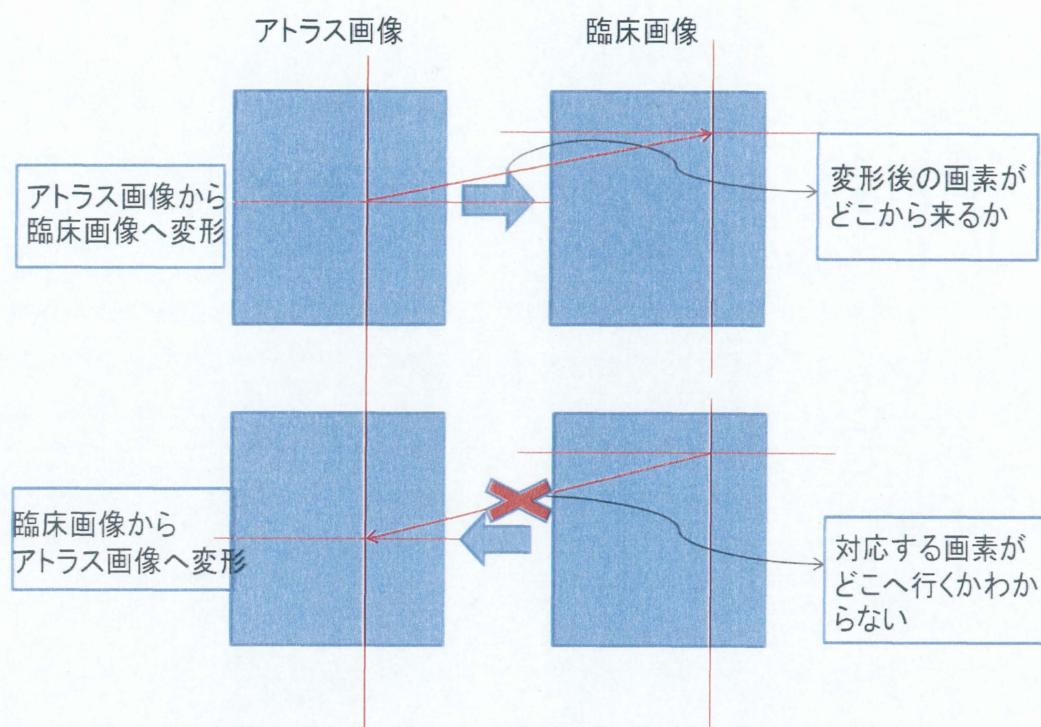 アトラス画像
臨床画像
アトラス画像から
臨床画像へ変形
変形後の画素が
どこから来るか
臨床画像から
アトラス画像へ変形
対応する画素が
どこへ行くかわか
らない